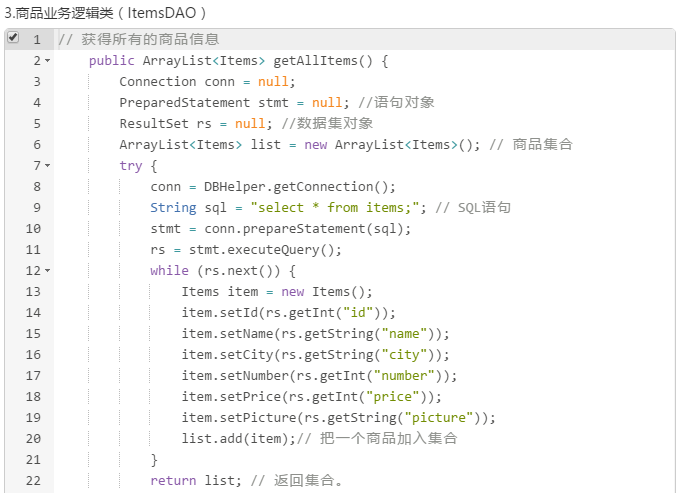 3.商品业务逻辑类（ItemsDAO）
1 // 获得所有的商品信息
2 public ArrayList<Items> getAllItems() {
3 Connection conn = null;
4 PreparedStatement stmt = null; //语句对象
5 ResultSet rs = null; //数据集对象
6 ArrayList<Items> list = new ArrayList<Items>(); // 商品集合
7 try {
8 conn = DBHelper.getConnection();
9 String sql = "select * from items;"; // SQL语句
10 stmt = conn.prepareStatement(sql);
11 rs = stmt.executeQuery();
12 while (rs.next()) {
13 Items item = new Items();
14 item.setId(rs.getInt("id"));
15 item.setName(rs.getString("name"));
16 item.setCity(rs.getString("city"));
17 item.setNumber(rs.getInt("number"));
18 item.setPrice(rs.getInt("price"));
19 item.setPicture(rs.getString("picture"));
20 list.add(item);// 把一个商品加入集合
21 }
22 return list; // 返回集合。